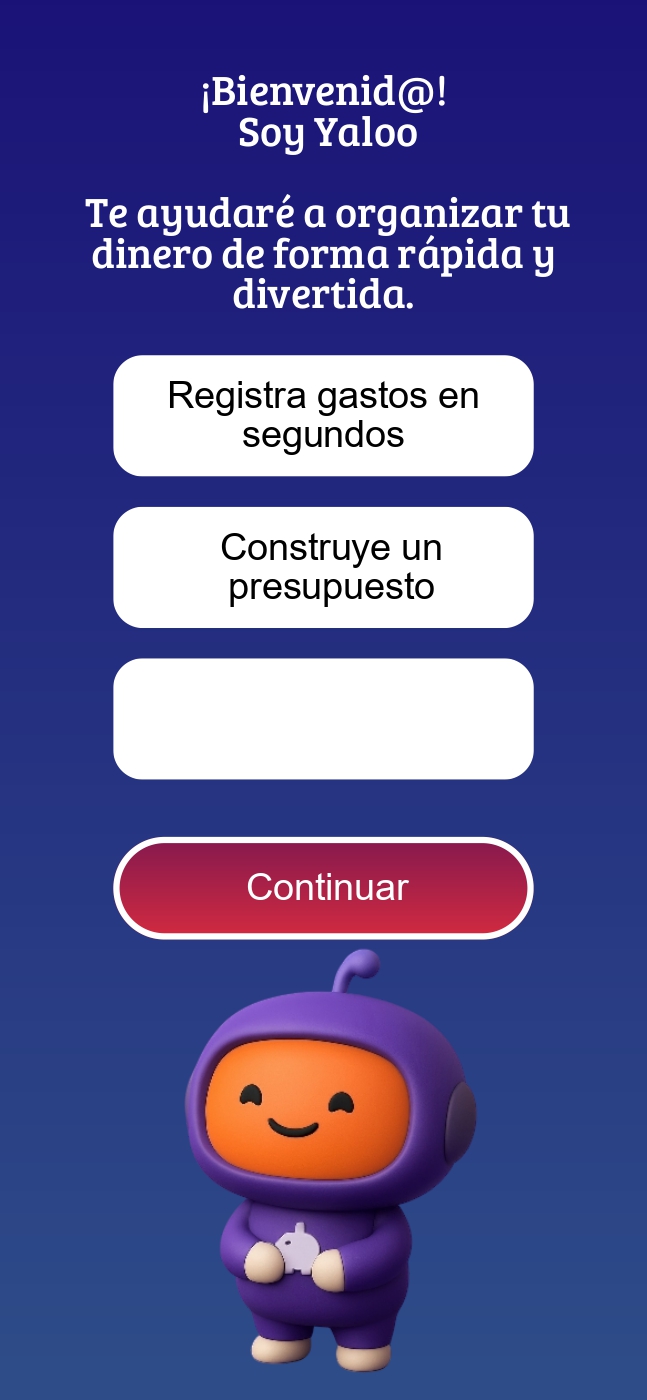 ¡Bienvenid@!
Soy Yaloo
Te ayudaré a organizar tu
dinero de forma rápida y
divertida.
Registra gastos en
segundos
Construye un
presupuesto
Continuar